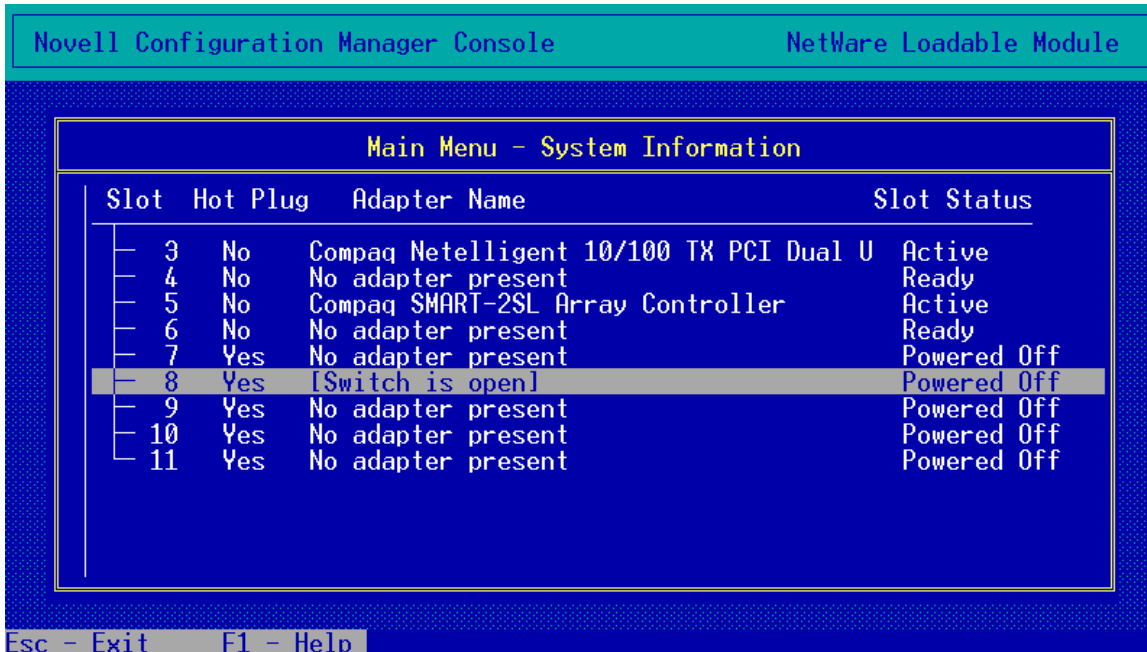 Novell Configuration Manager Console NetWare Loadable Module
Main Menu - System Information
Slot Hot Plug Adapter Name Slot Status
3 No Compaq Netelligent 10/100 TX PCI Dual U Active
4 No No adapter present Ready
5 No Compaq SMART-2SL Array Controller Active
6 No No adapter present Ready
7 Yes No adapter present Powered Off
8 Yes [Switch is open] Powered Off
9 Yes No adapter present Powered Off
10 Yes No adapter present Powered Off
11 Yes No adapter present Powered Off
Esc - Exit F1 - Help